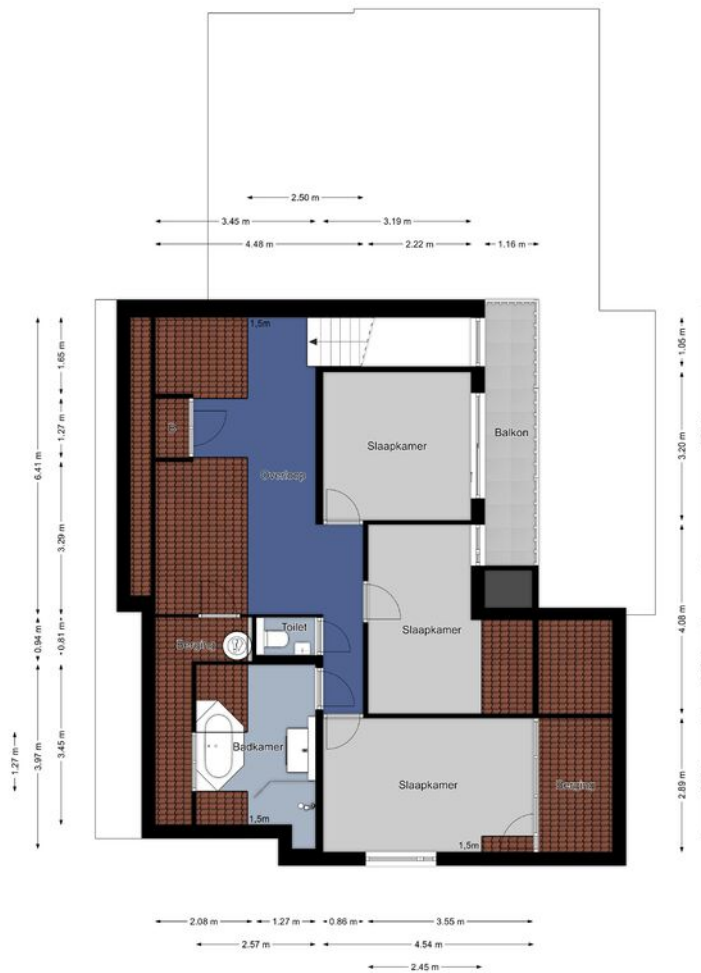 2.50 m
3.45 m
3.19 m
4.48 m
2.22 m
1.16 m
1,5m
1.65 m
1.05 m
1.27 m
Balkon
Slaapkamer
3.20 m
6.41 m
Overloop
3.29 m
4.08 m
Toilet
Slaapkamer
0.94 m
0.81 m
Berging
Badkamer
1.27 m
3.97 m
3.45 m
Slaapkamer
Berging
2.89 m
1,5m
1,5m
2.08 m
1.27 m
0.86 m
3.55 m
2.57 m
4.54 m
2.45 m